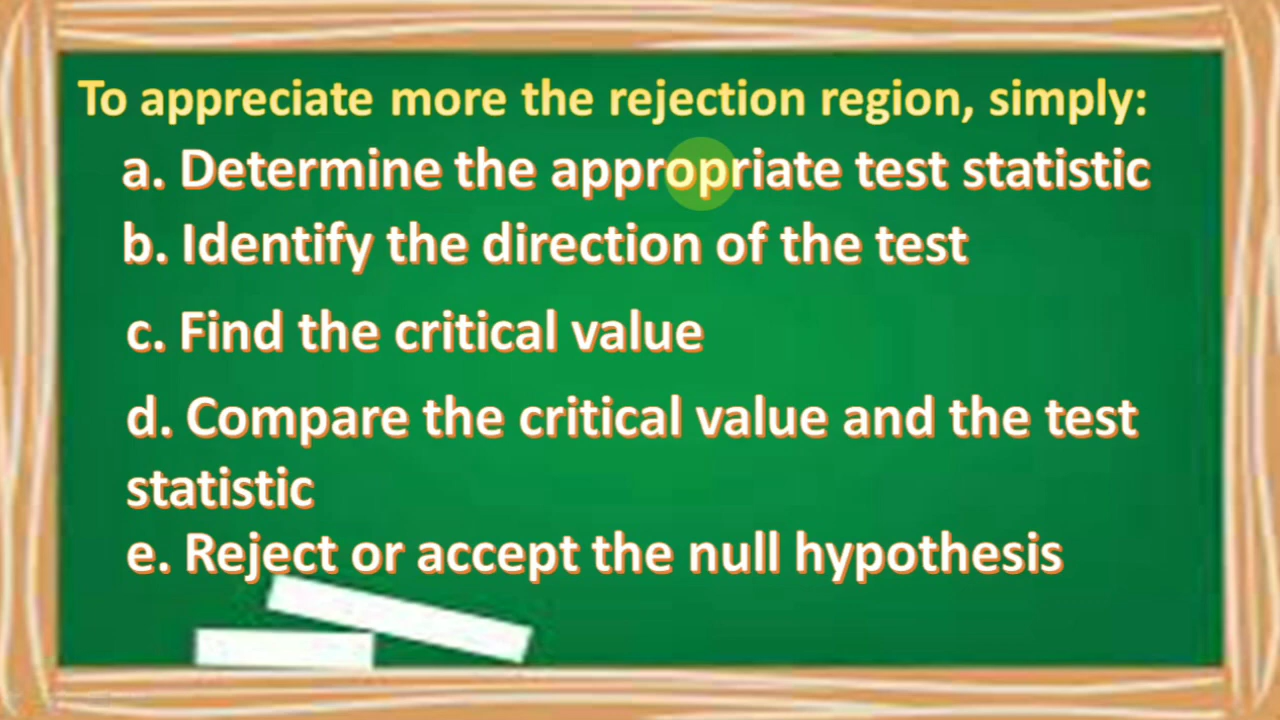 To appreciate more the rejection region, simply:
a. Determine the appropriate test statistic
b. Identify the direction of the test
c. Find the critical value
d. Compare the critical value and the test
statistic
e. Reject or accept the null hypothesis